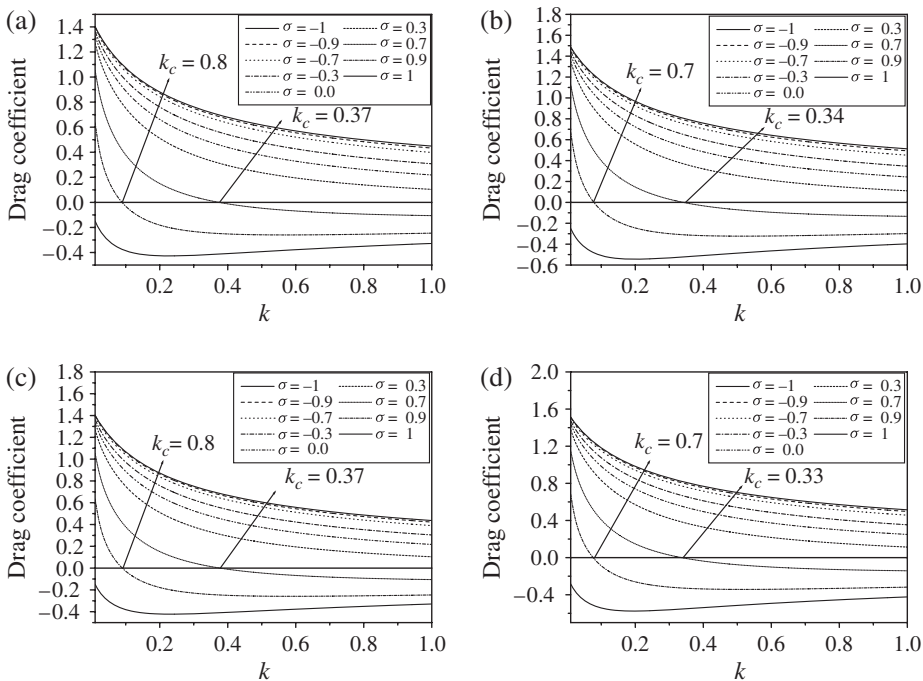 (a)
1.4
1.2
1.0
0.8
0.6
0.4
0.2
0.0
−0.2
−0.4
Drag coefficient
σ = −1
σ = −0.9
σ = −0.7
σ = −0.3
σ = 0.0
σ = 0.3
σ = 0.7
σ = 0.9
σ = 1
k_c = 0.8
k_c = 0.37
0.2 0.4 0.6 0.8 1.0
k
(b)
1.8
1.6
1.4
1.2
1.0
0.8
0.6
0.4
0.2
0.0
−0.2
−0.4
−0.6
Drag coefficient
σ = −1
σ = −0.9
σ = −0.7
σ = −0.3
σ = 0.0
σ = 0.3
σ = 0.7
σ = 0.9
σ = 1
k_c = 0.7
k_c = 0.34
0.2 0.4 0.6 0.8 1.0
k
(c)
1.8
1.6
1.4
1.2
1.0
0.8
0.6
0.4
0.2
0.0
−0.2
−0.4
Drag coefficient
σ = −1
σ = −0.9
σ = −0.7
σ = −0.3
σ = 0.0
σ = 0.3
σ = 0.7
σ = 0.9
σ = 1
k_c = 0.8
k_c = 0.37
0.2 0.4 0.6 0.8 1.0
k
(d)
2.0
1.6
1.2
0.8
0.4
0.0
−0.4
Drag coefficient
σ = −1
σ = −0.9
σ = −0.7
σ = −0.3
σ = 0.0
σ = 0.3
σ = 0.7
σ = 0.9
σ = 1
k_c = 0.7
k_c = 0.33
0.2 0.4 0.6 0.8 1.0
k